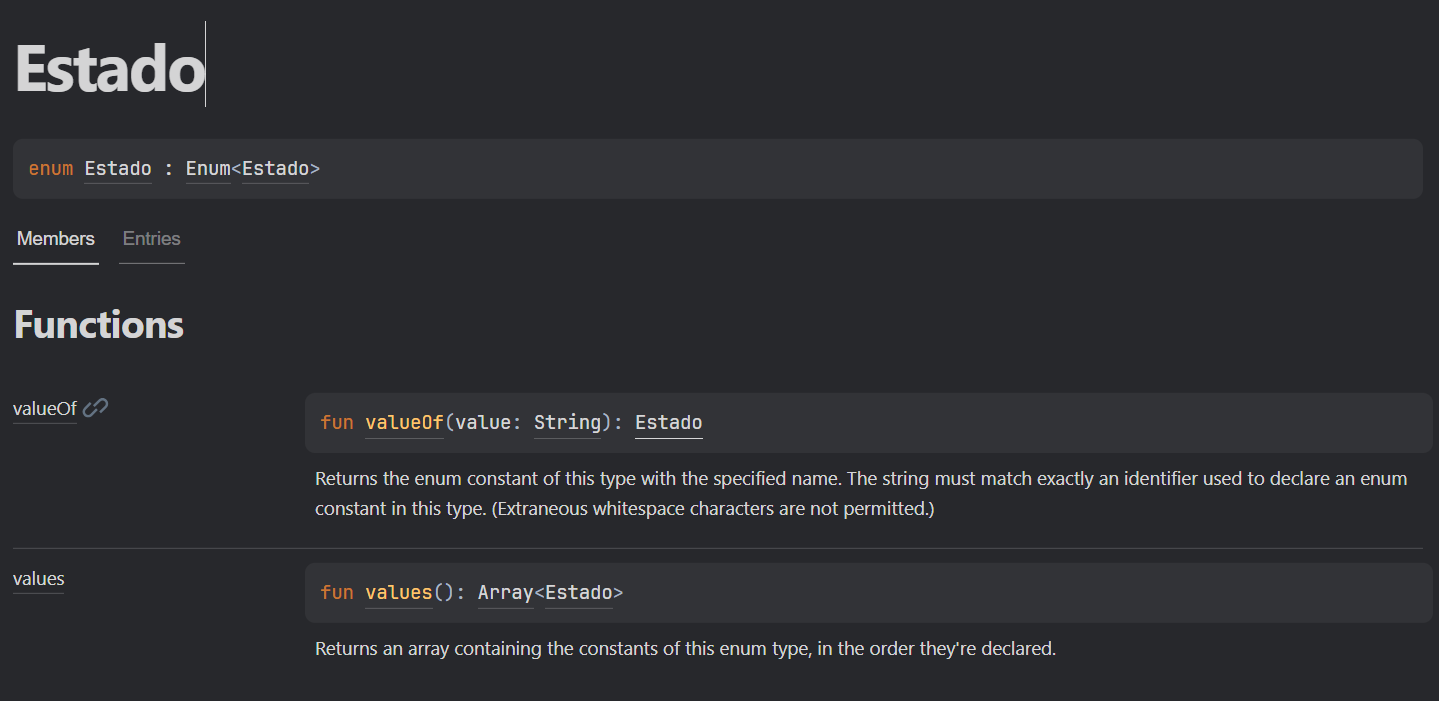 Estado
enum Estado : Enum<Estado>
Members Entries
Functions
valueOf
fun valueOf(value: String): Estado
Returns the enum constant of this type with the specified name. The string must match exactly an identifier used to declare an enum
constant in this type. (Extraneous whitespace characters are not permitted.)
values
fun values(): Array<Estado>
Returns an array containing the constants of this enum type, in the order they're declared.